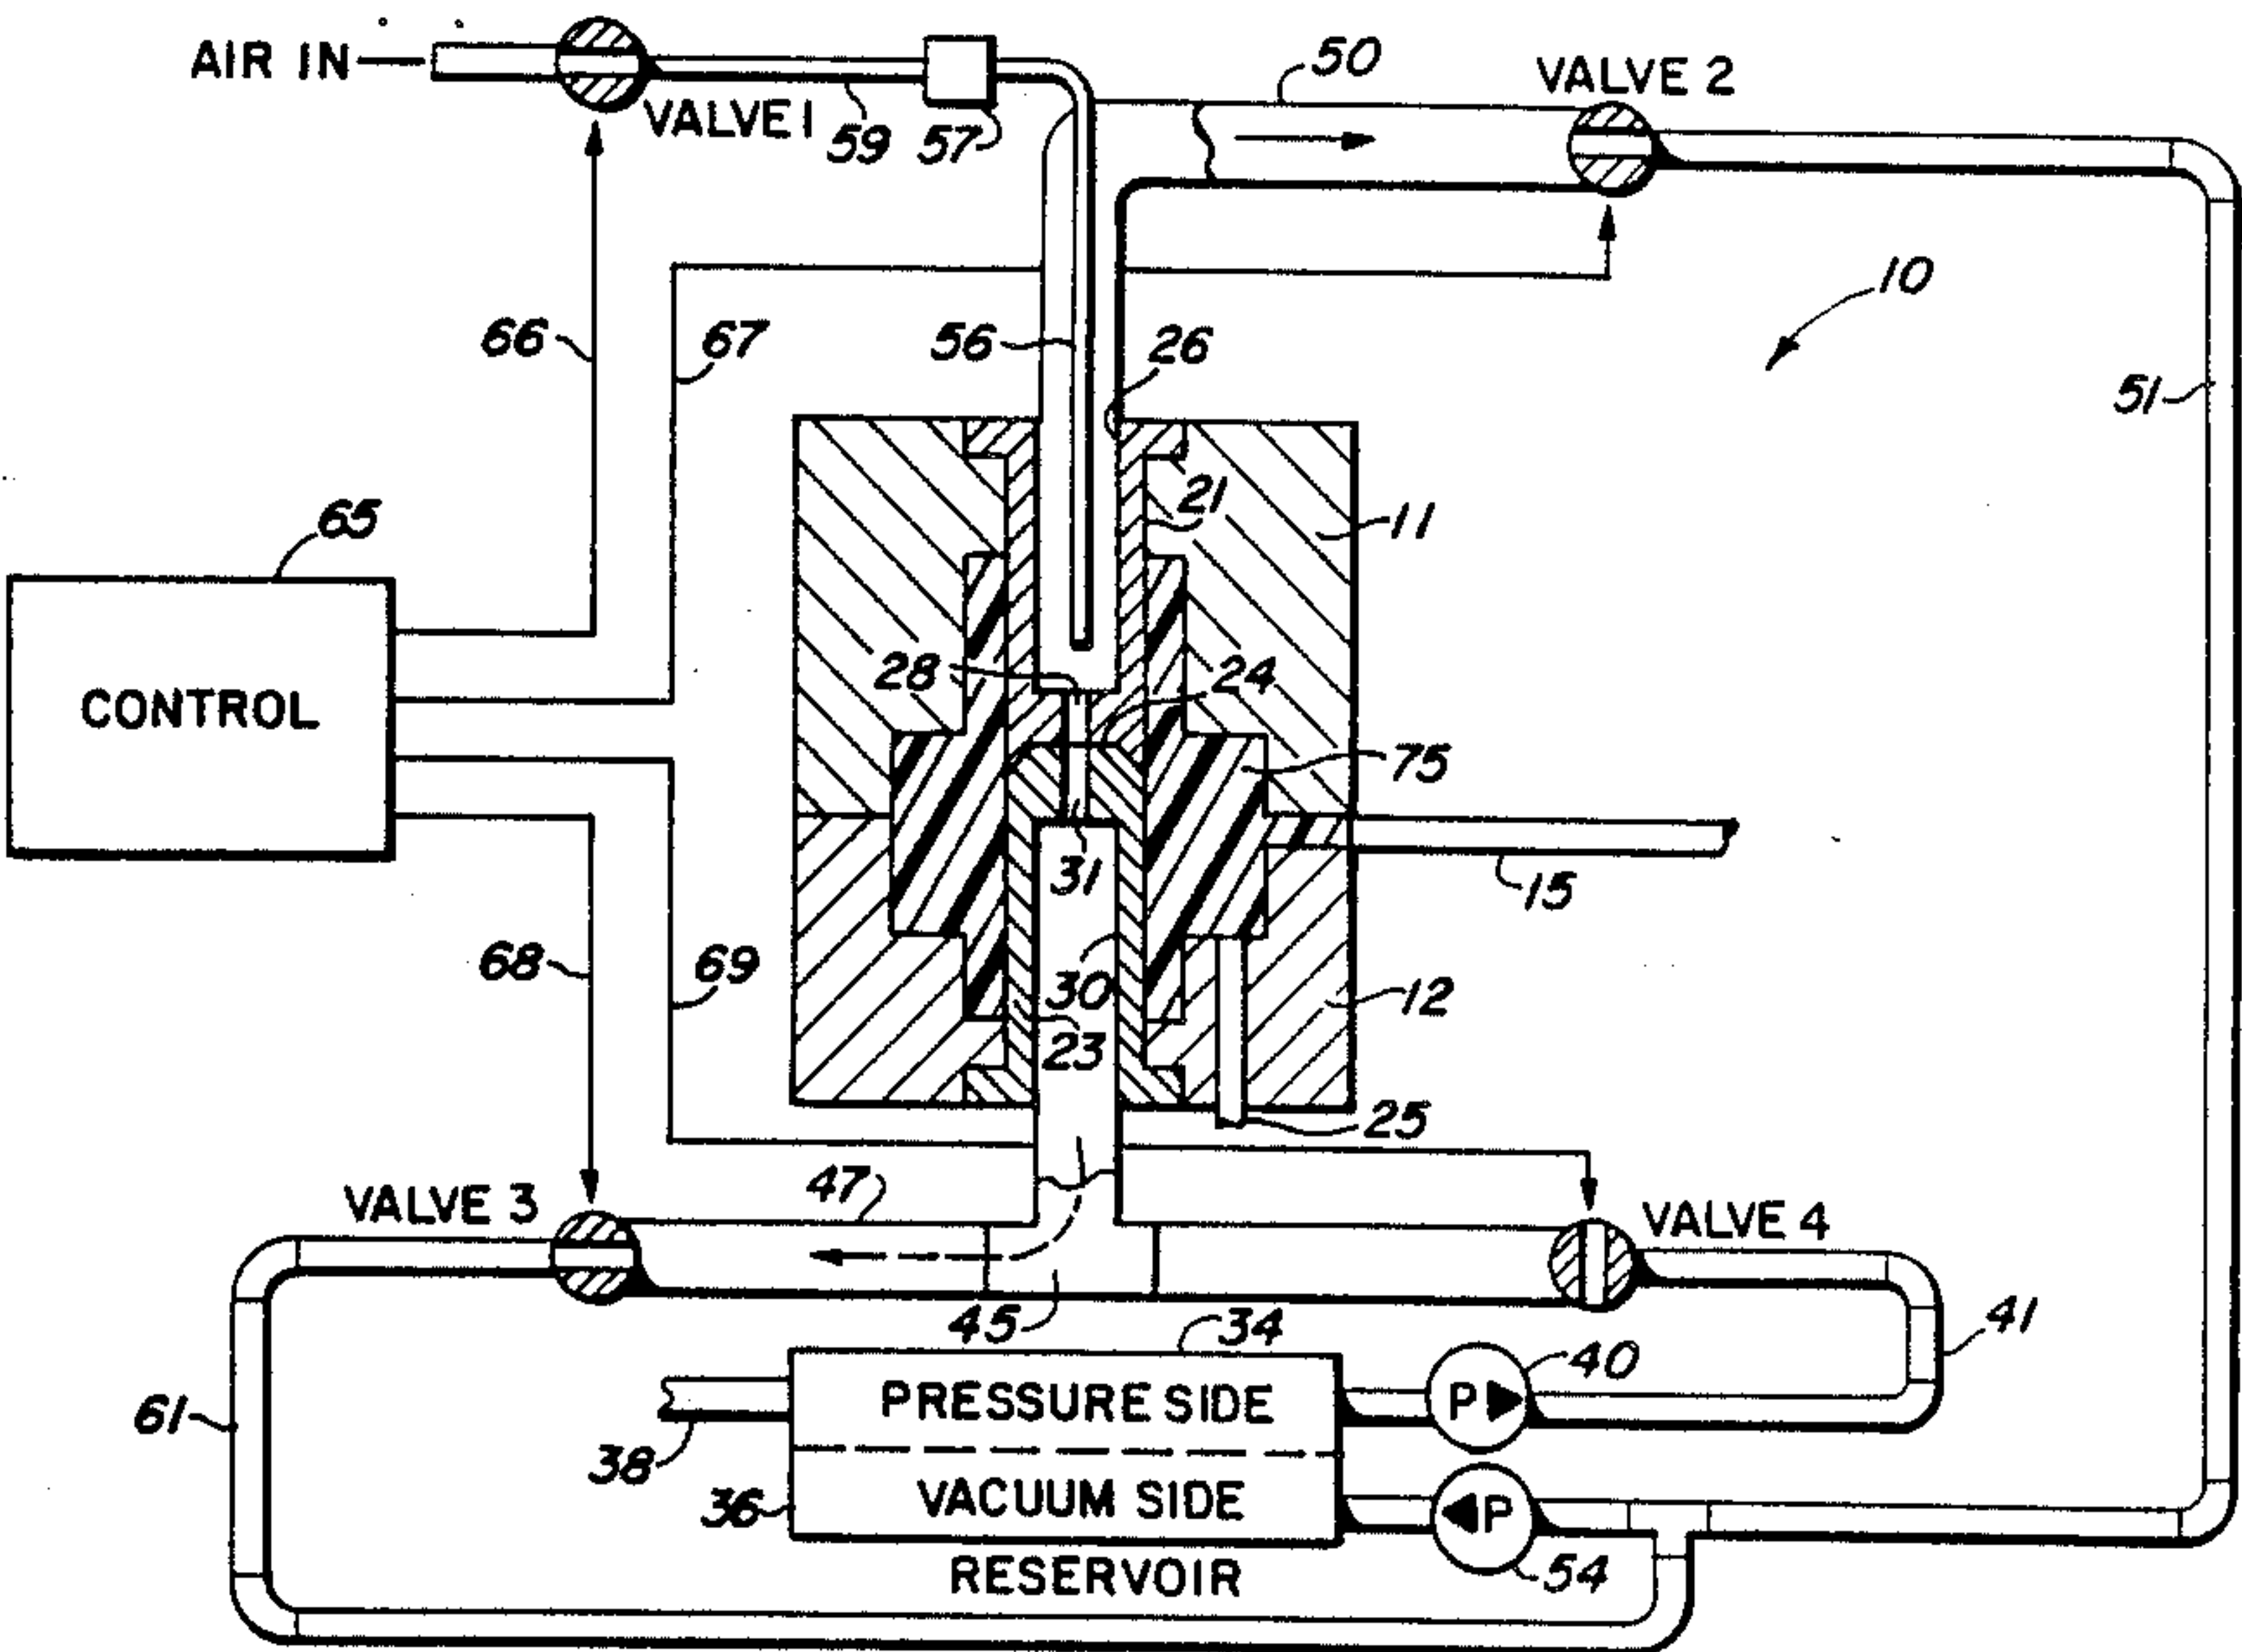 AIR IN
VALVE 1
59
57
50
VALVE 2
10
66
67
56
26
51
21
11
65
CONTROL
28
24
75
31
15
68
69
30
12
23
25
VALVE 3
47
VALVE 4
45
34
41
40
PRESSURE SIDE
P
61
38
36
VACUUM SIDE
P
RESERVOIR
54